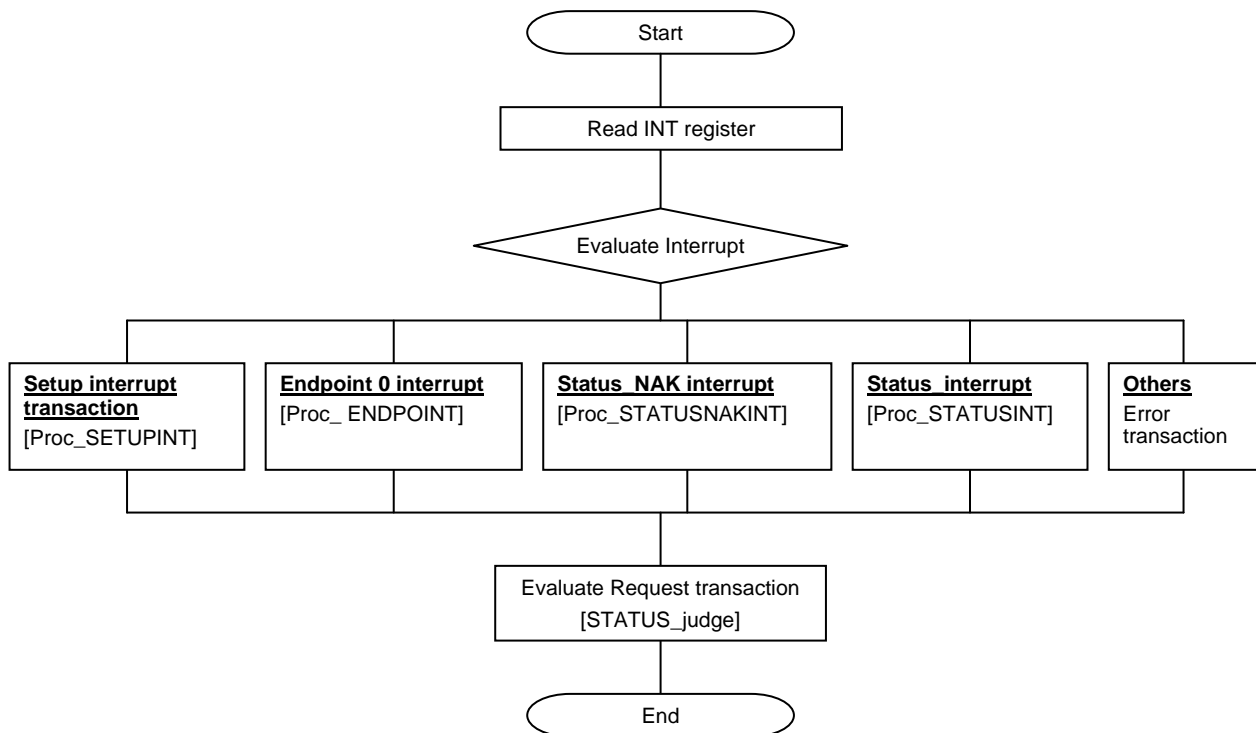 Start
Read INT register
Evaluate Interrupt
Setup interrupt
transaction
[Proc_SETUPINT]
Endpoint 0 interrupt
[Proc_ ENDPOINT]
Status_NAK interrupt
[Proc_STATUSNAKINT]
Status_interrupt
[Proc_STATUSINT]
Others
Error
transaction
Evaluate Request transaction
[STATUS_judge]
End